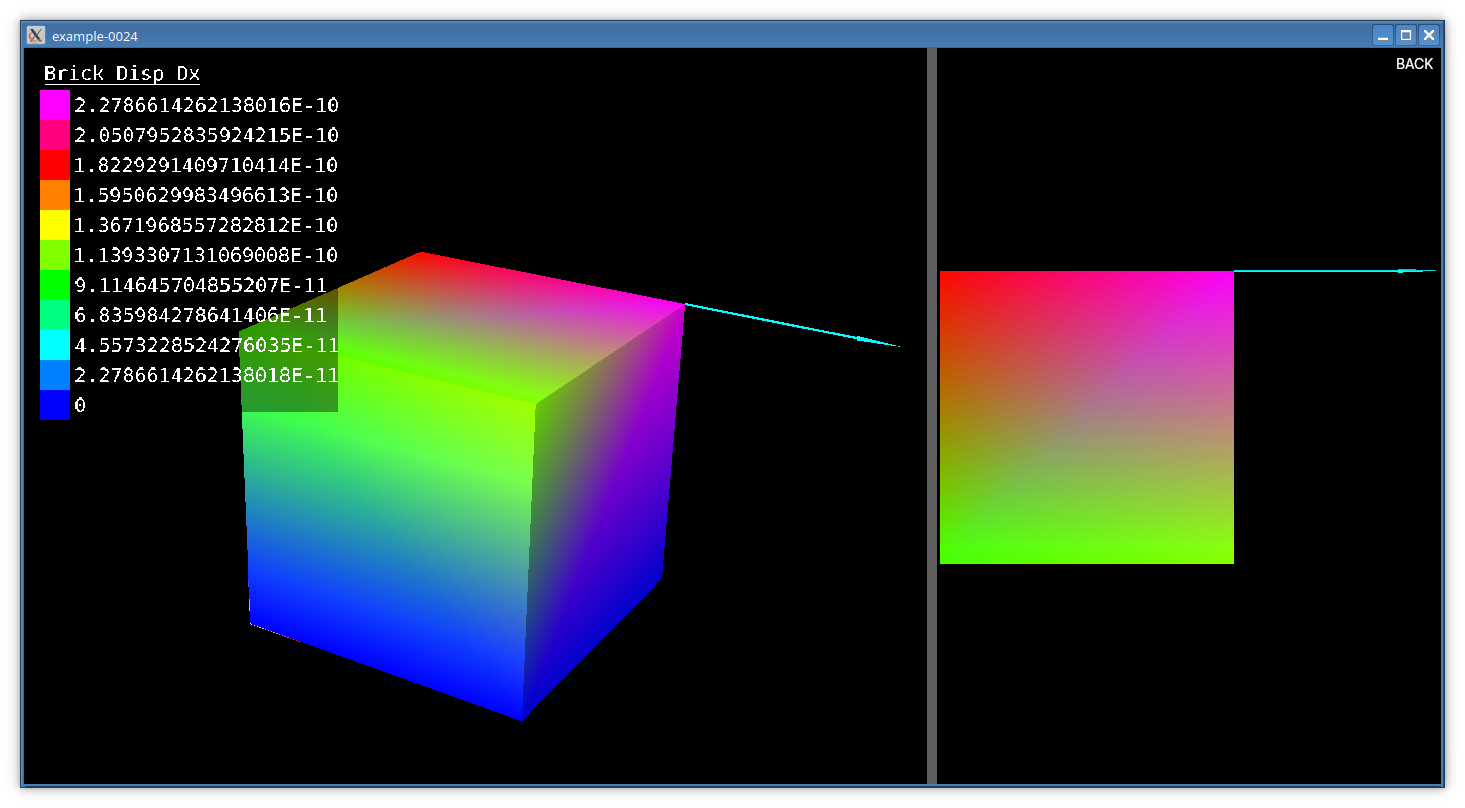 example-0024
Brick Disp Dx
2.2786614262138016E-10
2.0507952835924215E-10
1.8229291409710414E-10
1.5950629983496613E-10
1.3671968557282812E-10
1.1393307131069008E-10
9.114645704855207E-11
6.835984278641406E-11
4.5573228524276035E-11
2.2786614262138018E-11
0
BACK